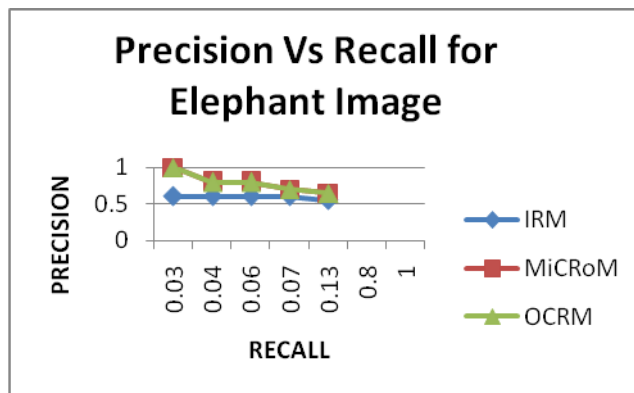 Precision Vs Recall for
Elephant Image
PRECISION
1
0.5
0
0.03
0.04
0.06
0.07
0.13
0.8
1
RECALL
IRM
MiCRoM
OCRM